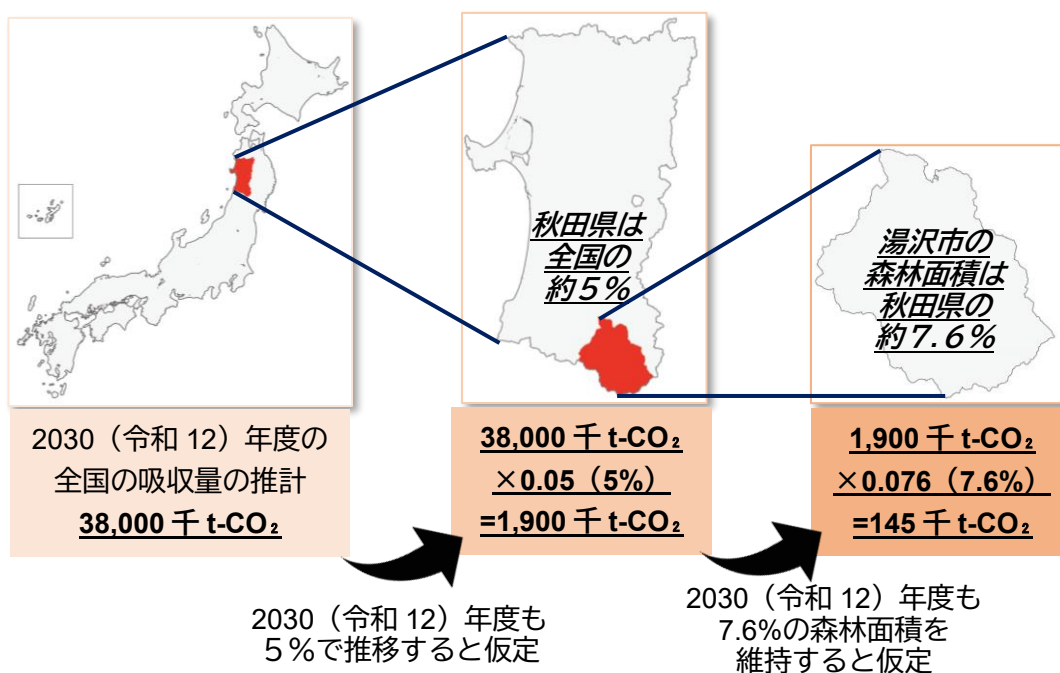 秋田県は
全国の
約5%
湯沢市の
森林面積は
秋田県の
約7.6%
2030（令和 12）年度の
全国の吸収量の推計
38,000 千 t-CO₂
38,000 千 t-CO₂
×0.05（5%）
=1,900 千 t-CO₂
1,900 千 t-CO₂
×0.076（7.6%）
=145 千 t-CO₂
2030（令和 12）年度も
５％で推移すると仮定
2030（令和 12）年度も
7.6%の森林面積を
維持すると仮定